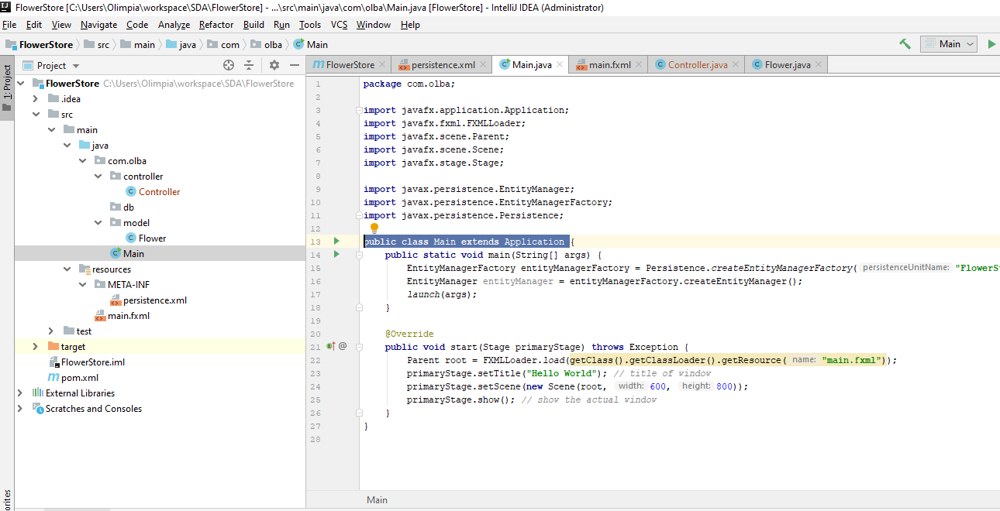 FlowerStore [C:\Users\Olimpia\workspace\SDA\FlowerStore] - ...\src\main\java\com\olba\Main.java [FlowerStore] - IntelliJ IDEA (Administrator)
File Edit View Navigate Code Analyze Refactor Build Run Tools VCS Window Help
FlowerStore src main java com olba Main Main
1: Project
Project
FlowerStore persistence.xml Main.java main.fxml Controller.java Flower.java
FlowerStore C:\Users\Olimpia\workspace\SDA\FlowerStore
.idea
src
main
java
com.olba
controller
Controller
db
model
Flower
Main
resources
META-INF
persistence.xml
main.fxml
test
target
FlowerStore.iml
pom.xml
External Libraries
Scratches and Consoles
1 package com.olba;
2
3 import javafx.application.Application;
4 import javafx.fxml.FXMLLoader;
5 import javafx.scene.Parent;
6 import javafx.scene.Scene;
7 import javafx.stage.Stage;
8
9 import javax.persistence.EntityManager;
10 import javax.persistence.EntityManagerFactory;
11 import javax.persistence.Persistence;
12
13 public class Main extends Application {
14 public static void main(String[] args) {
15 EntityManagerFactory entityManagerFactory = Persistence.createEntityManagerFactory( persistenceUnitName: "FlowerSt
16 EntityManager entityManager = entityManagerFactory.createEntityManager();
17 launch(args);
18 }
19
20 @Override
21 @ public void start(Stage primaryStage) throws Exception {
22 Parent root = FXMLLoader.load(getClass().getClassLoader().getResource( name: "main.fxml"));
23 primaryStage.setTitle("Hello World"); // title of window
24 primaryStage.setScene(new Scene(root, width: 600, height: 800));
25 primaryStage.show(); // show the actual window
26 }
27 }
28
Main
orites